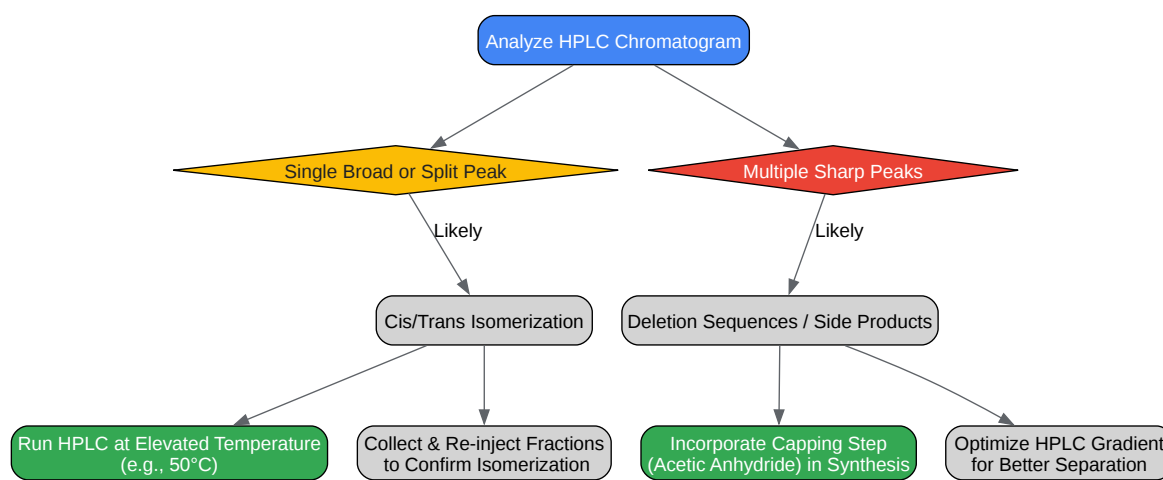 Analyze HPLC Chromatogram
Single Broad or Split Peak
Multiple Sharp Peaks
Likely
Likely
Cis/Trans Isomerization
Deletion Sequences / Side Products
Run HPLC at Elevated Temperature
(e.g., 50°C)
Collect & Re-inject Fractions
to Confirm Isomerization
Incorporate Capping Step
(Acetic Anhydride) in Synthesis
Optimize HPLC Gradient
for Better Separation